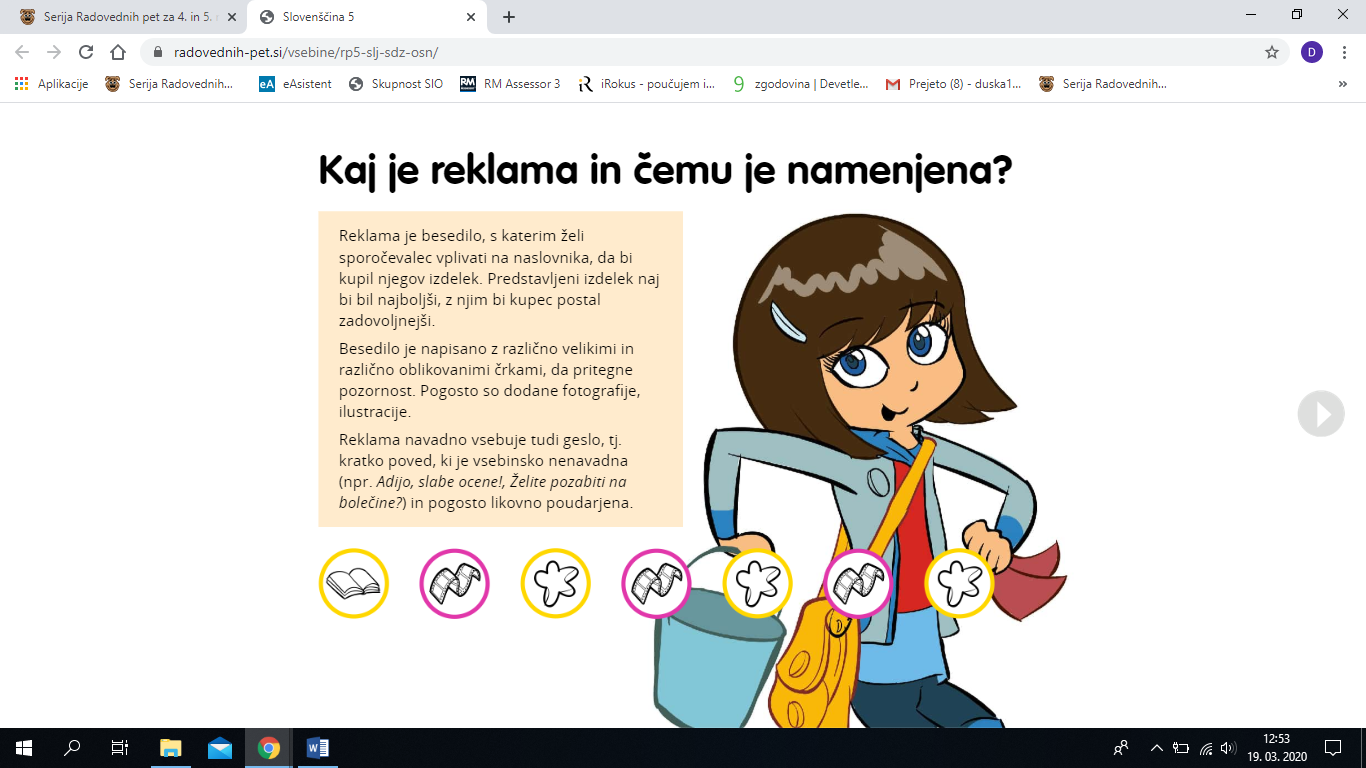 Serija Radovednih pet za 4. in 5.
Slovenščina 5
radovednih-pet.si/vsebine/rp5-slj-sdz-osn/
D
Aplikacije
Serija Radovednih...
eA
eAsistent
Skupnost SIO
RM
RM Assessor 3
iRokus - poučujem i...
zgodovina | Devetle...
Prejeto (8) - duska1...
Serija Radovednih...
»
Kaj je reklama in čemu je namenjena?
Reklama je besedilo, s katerim želi
sporočevalec vplivati na naslovnika, da bi
kupil njegov izdelek. Predstavljeni izdelek naj
bi bil najboljši, z njim bi kupec postal
zadovoljnejši.
Besedilo je napisano z različno velikimi in
različno oblikovanimi črkami, da pritegne
pozornost. Pogosto so dodane fotografije,
ilustracije.
Reklama navadno vsebuje tudi geslo, tj.
kratko poved, ki je vsebinsko nenavadna
(npr. Adijo, slabe ocene!, Želite pozabiti na
bolečine?) in pogosto likovno poudarjena.
12:53
19. 03. 2020